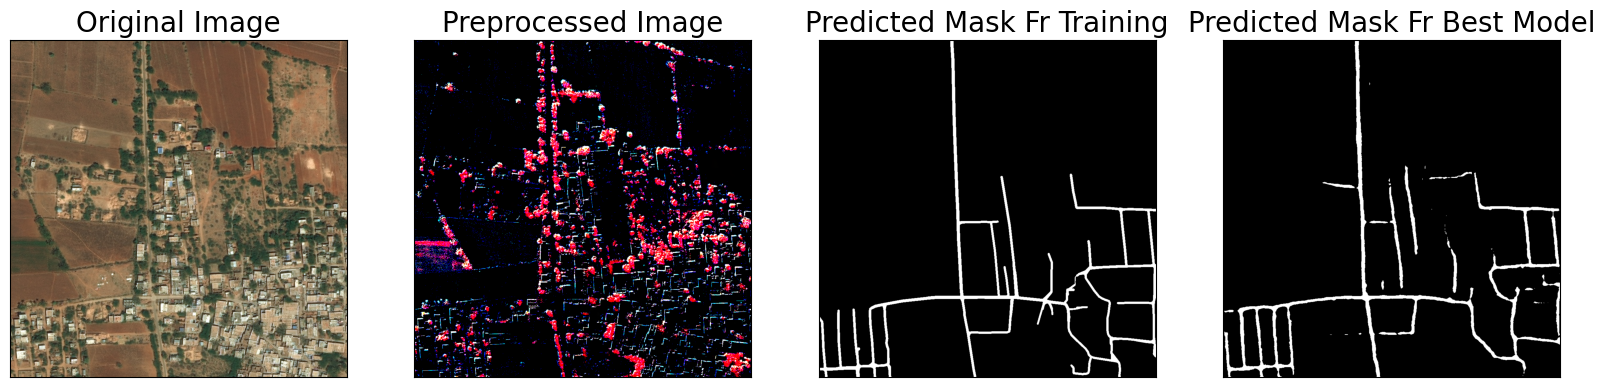 Original Image
Preprocessed Image
Predicted Mask Fr Training
Predicted Mask Fr Best Model